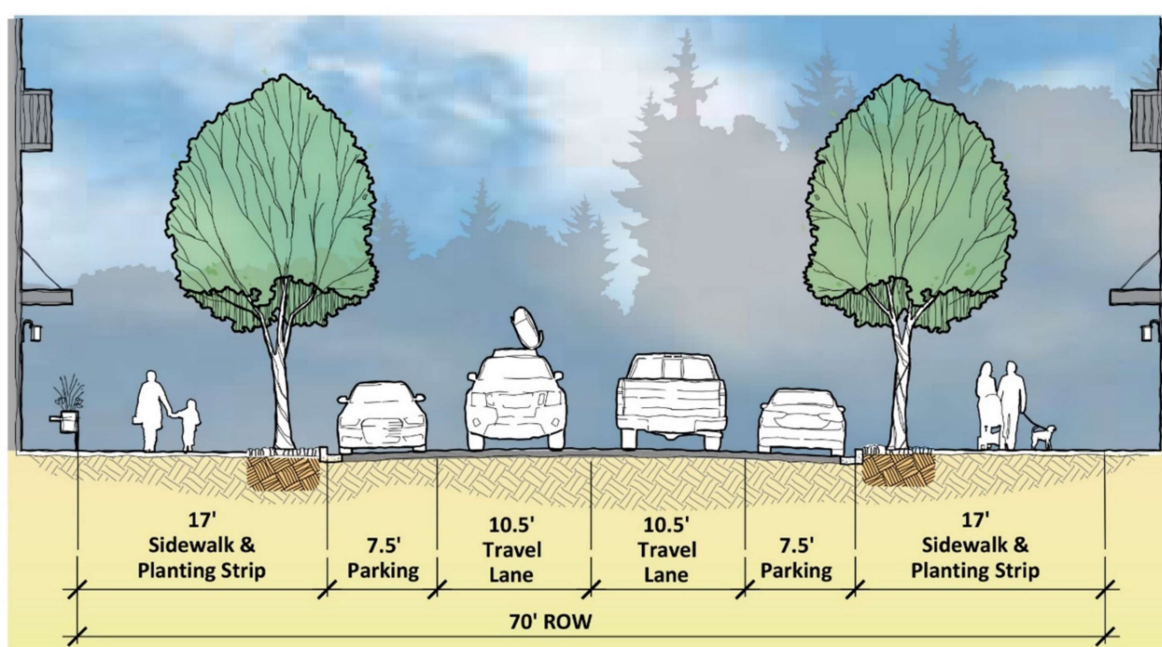 17'
Sidewalk &
Planting Strip
7.5'
Parking
10.5'
Travel
Lane
10.5'
Travel
Lane
7.5'
Parking
17'
Sidewalk &
Planting Strip
70' ROW